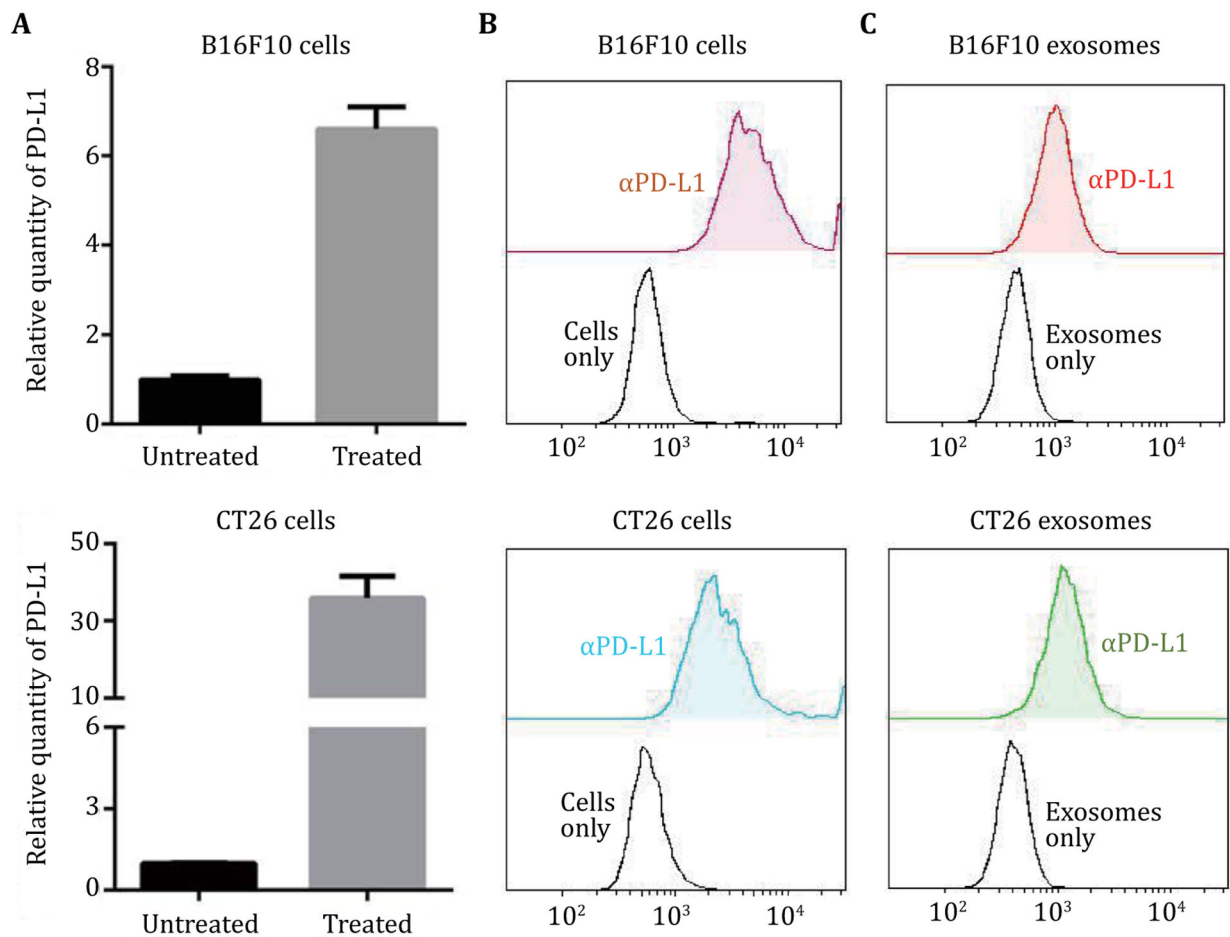 A
B16F10 cells
Relative quantity of PD-L1
8
6
4
2
0
Untreated
Treated
B
B16F10 cells
αPD-L1
Cells
only
10²
10³
10⁴
C
B16F10 exosomes
αPD-L1
Exosomes
only
10²
10³
10⁴
CT26 cells
Relative quantity of PD-L1
50
30
10
6
3
0
Untreated
Treated
CT26 cells
αPD-L1
Cells
only
10²
10³
10⁴
CT26 exosomes
αPD-L1
Exosomes
only
10²
10³
10⁴